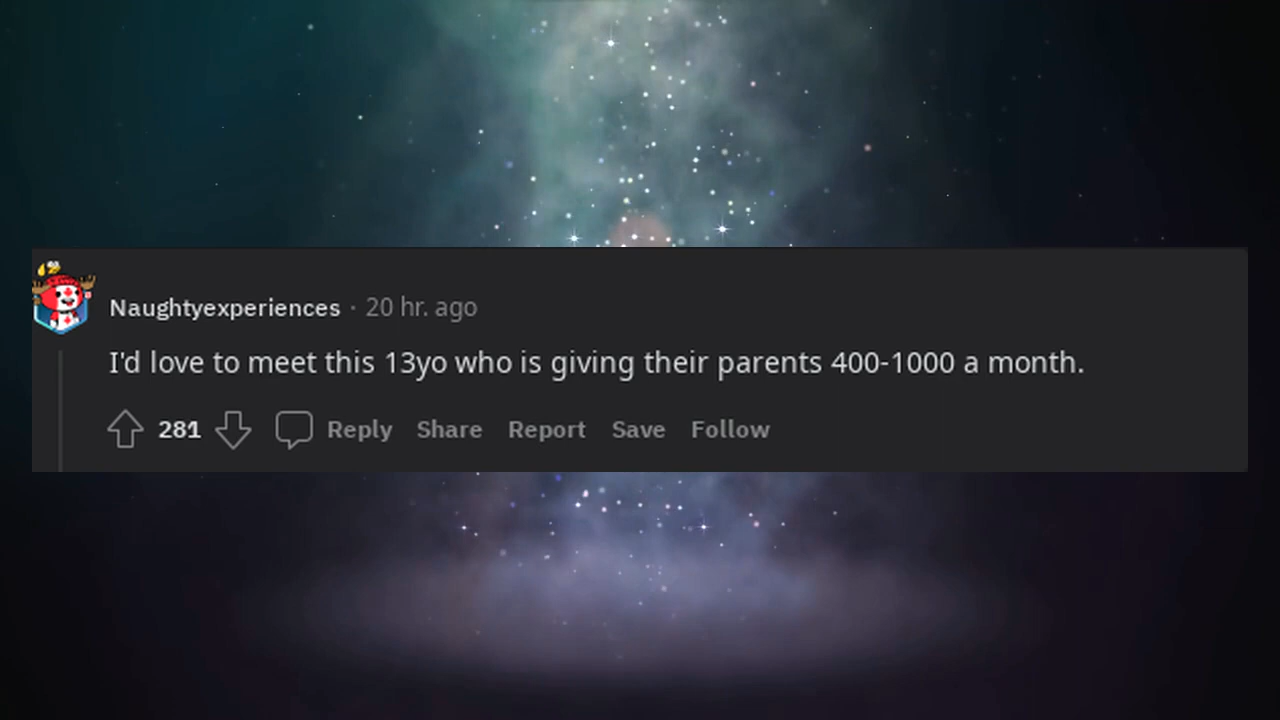 Naughtyexperiences · 20 hr. ago
I'd love to meet this 13yo who is giving their parents 400-1000 a month.
281 Reply Share Report Save Follow